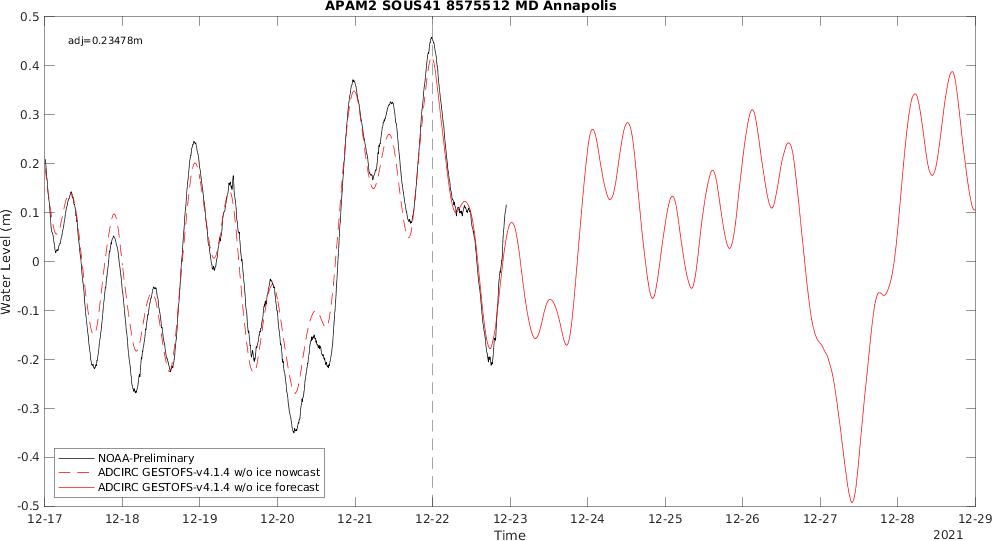 APAM2 SOUS41 8575512 MD Annapolis
adj=0.23478m
0.5
0.4
0.3
0.2
0.1
0
-0.1
-0.2
-0.3
-0.4
-0.5
Water Level (m)
NOAA-Preliminary
ADCIRC GESTOFS-v4.1.4 w/o ice nowcast
ADCIRC GESTOFS-v4.1.4 w/o ice forecast
12-17 12-18 12-19 12-20 12-21 12-22 12-23 12-24 12-25 12-26 12-27 12-28 12-29
Time
2021